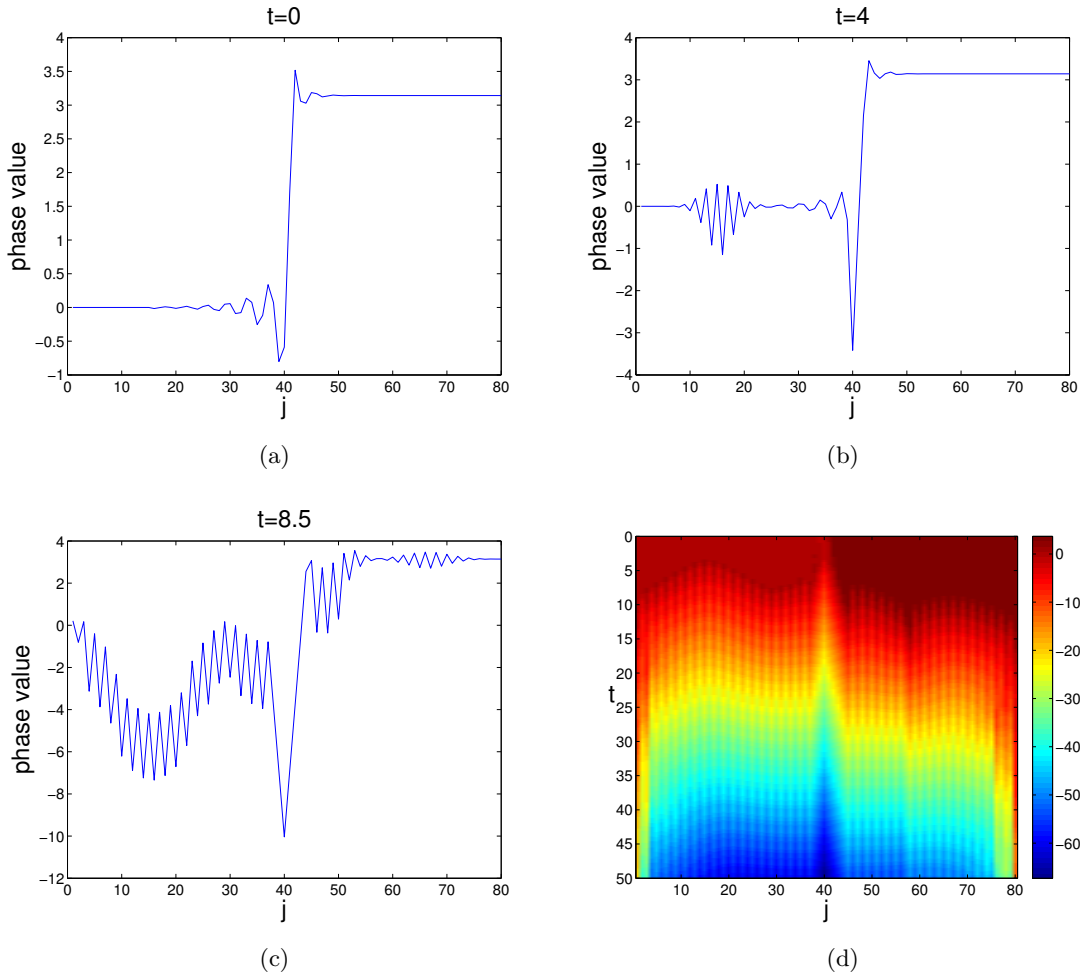 t=0
4
3.5
3
2.5
2
1.5
1
0.5
0
−0.5
−1
0 10 20 30 40 50 60 70 80
phase value
j
(a)
t=4
4
3
2
1
0
−1
−2
−3
−4
0 10 20 30 40 50 60 70 80
phase value
j
(b)
t=8.5
4
2
0
−2
−4
−6
−8
−10
−12
0 10 20 30 40 50 60 70 80
phase value
j
(c)
0
5
10
15
20
25
30
35
40
45
50
t
10 20 30 40 50 60 70 80
j
0
−10
−20
−30
−40
−50
−60
(d)